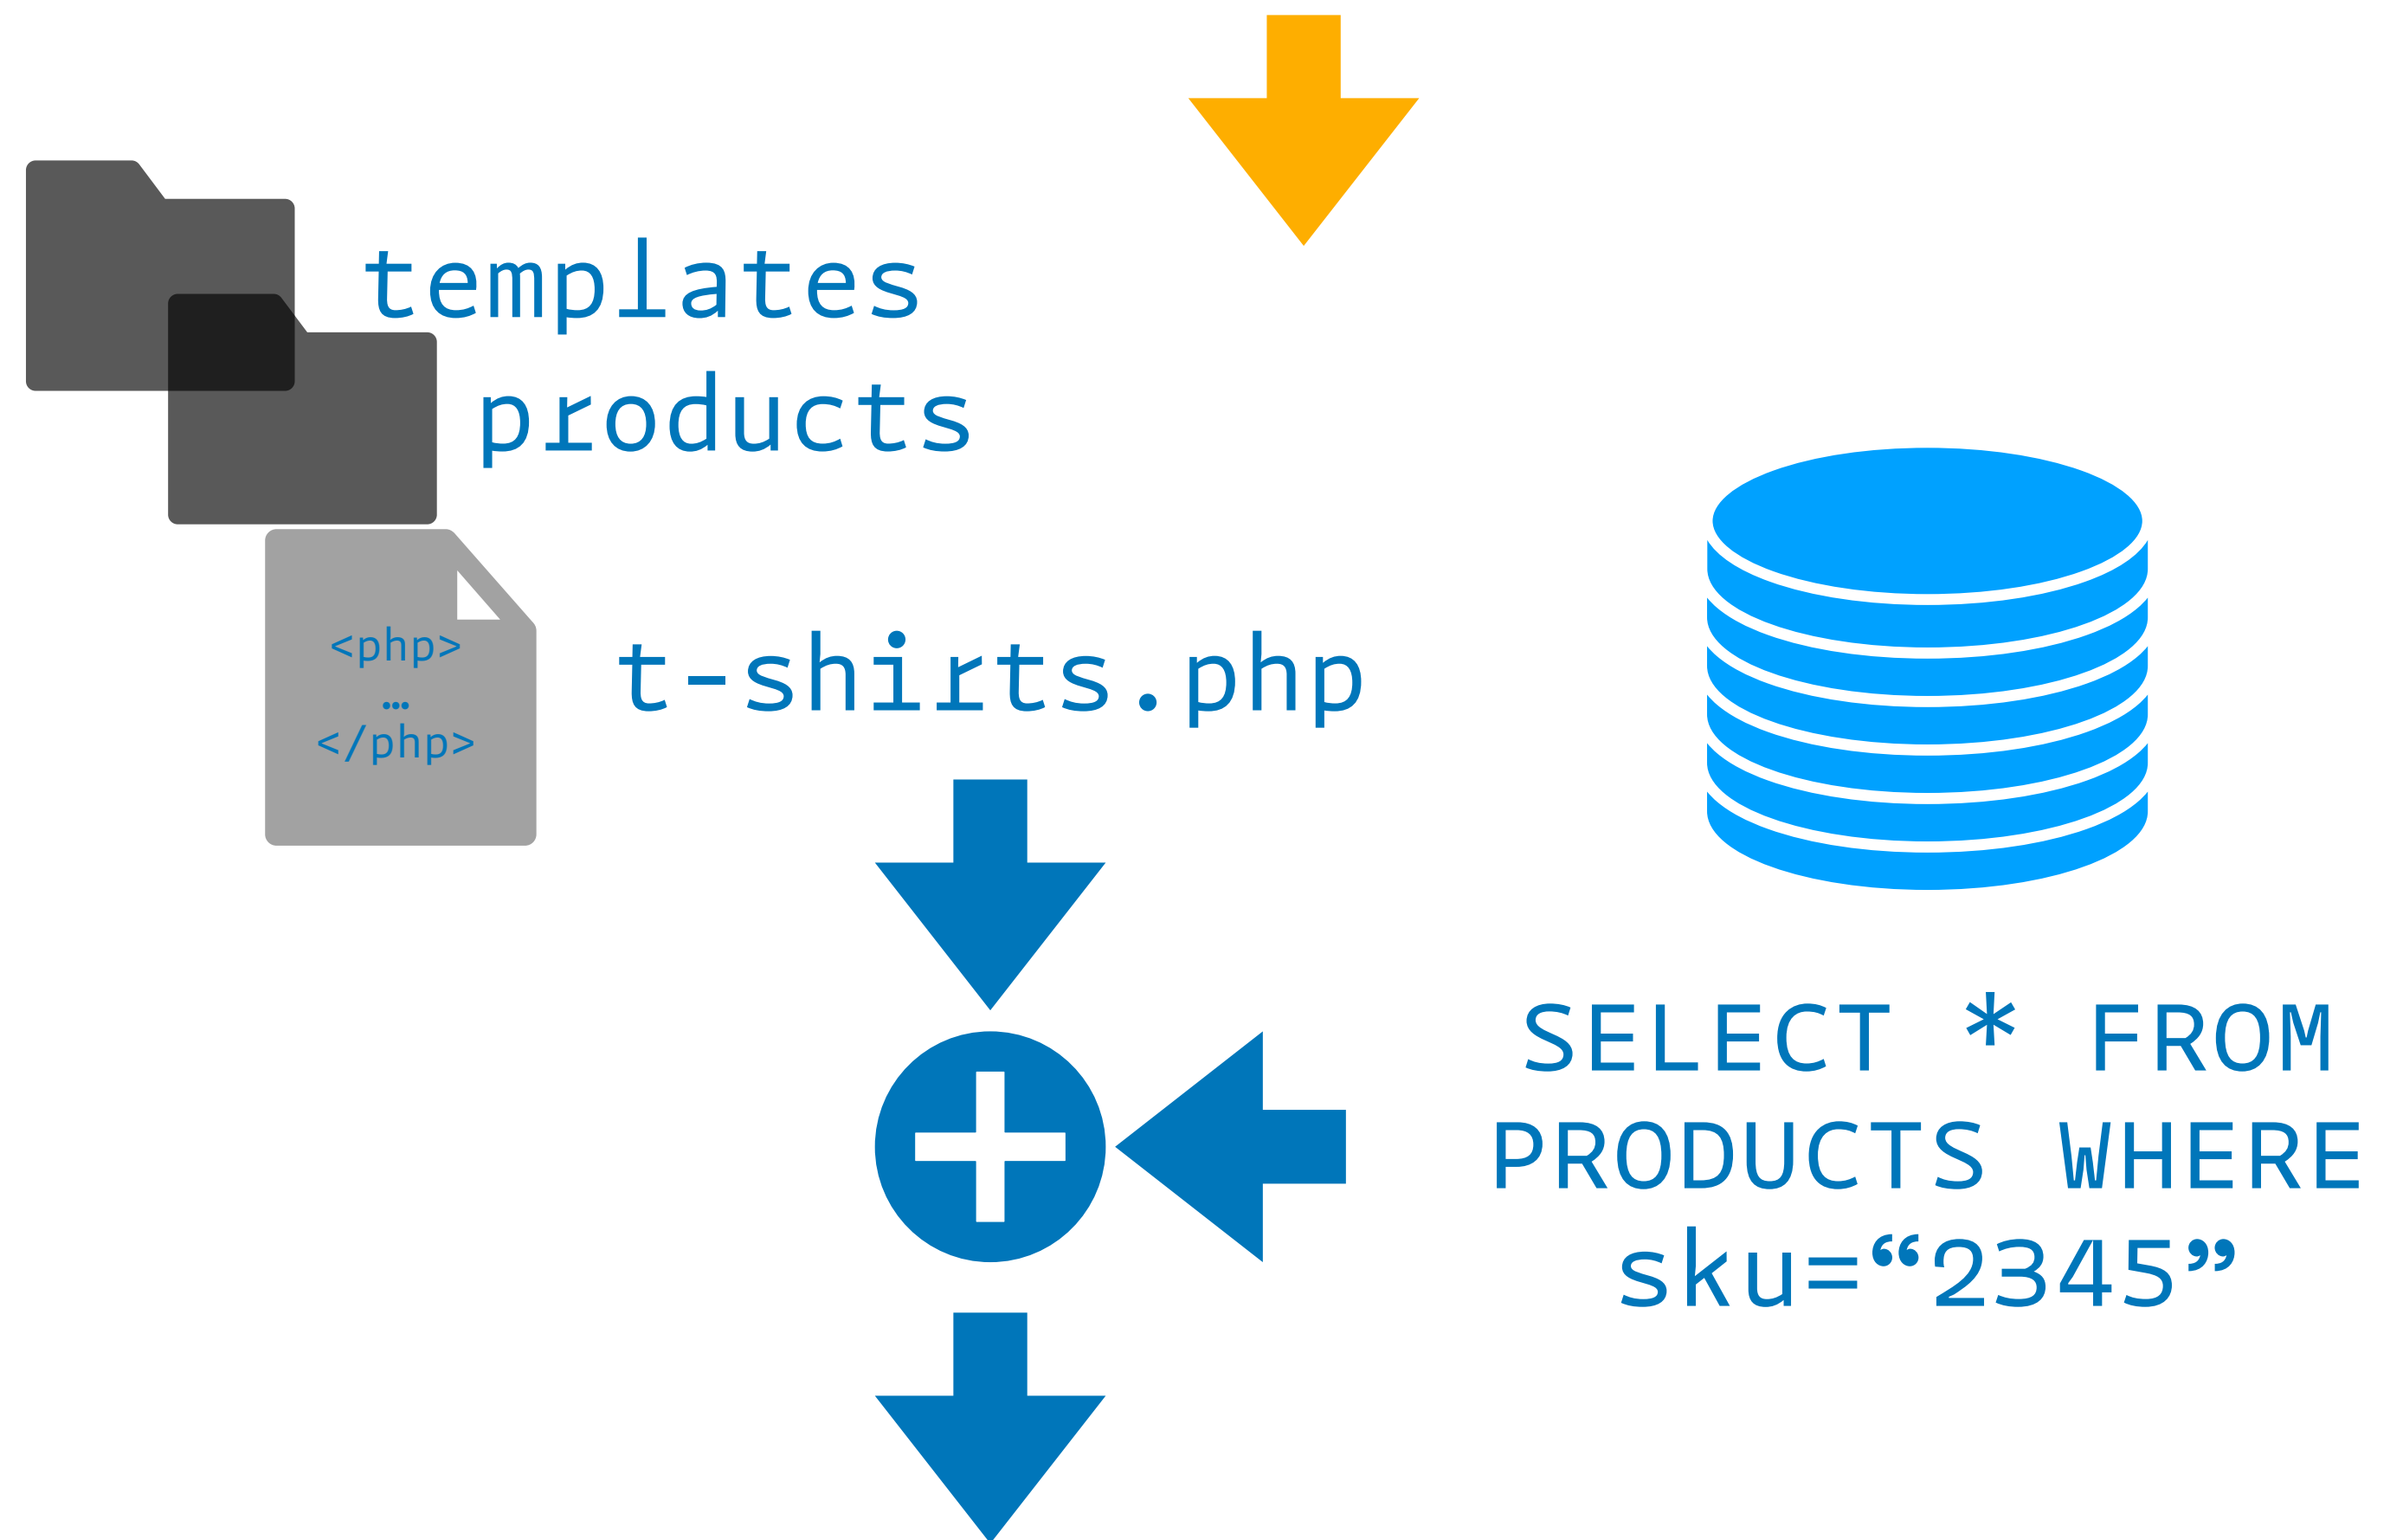 templates
products
<php>
…
</php>
t-shirts.php
SELECT * FROM
PRODUCTS WHERE
sku=“2345”